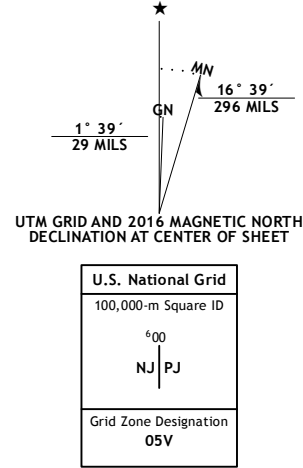 ★
MN
16° 39´
296 MILS
GN
1° 39´
29 MILS
UTM GRID AND 2016 MAGNETIC NORTH
DECLINATION AT CENTER OF SHEET
U.S. National Grid
100,000-m Square ID
⁶00
NJ PJ
Grid Zone Designation
05V